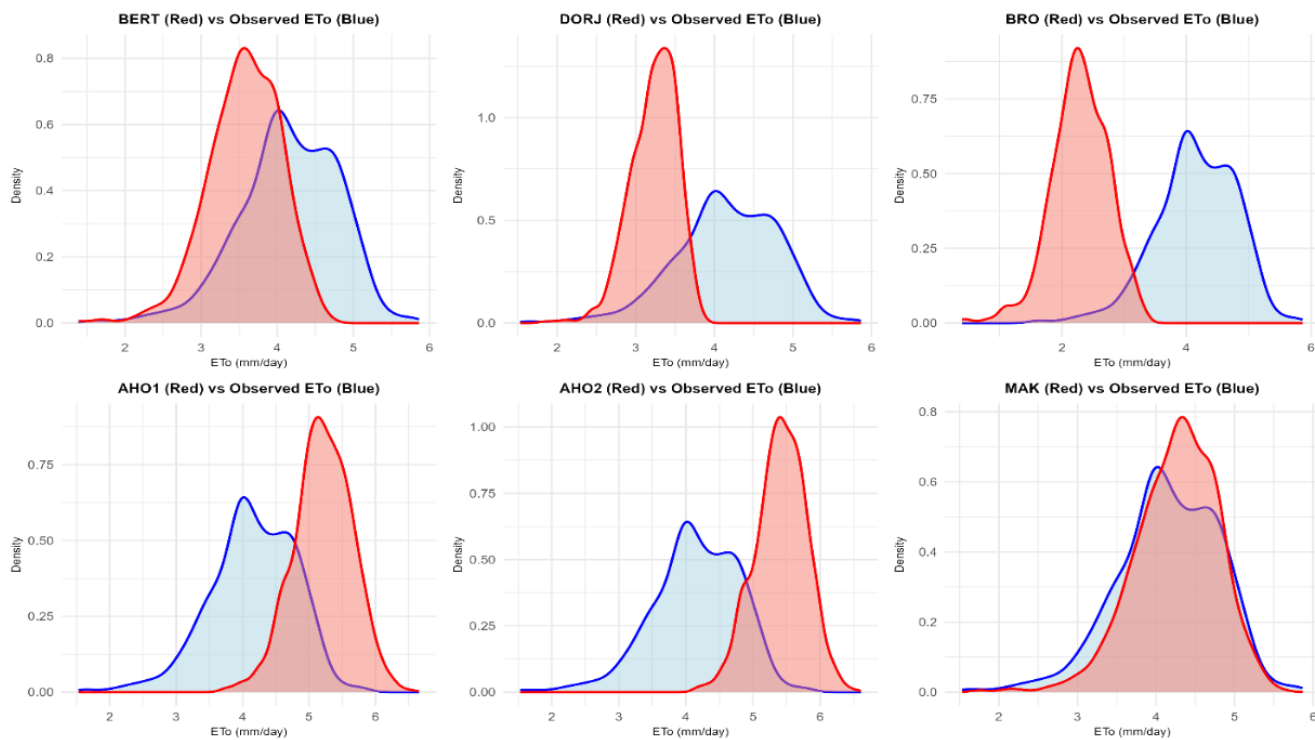 BERT (Red) vs Observed ETo (Blue)
0.8
0.6
0.4
0.2
0.0
Density
2 3 4 5 6
ETo (mm/day)
DORJ (Red) vs Observed ETo (Blue)
1.0
0.5
0.0
Density
2 3 4 5 6
ETo (mm/day)
BRO (Red) vs Observed ETo (Blue)
0.75
0.50
0.25
0.00
Density
2 4 6
ETo (mm/day)
AHO1 (Red) vs Observed ETo (Blue)
0.75
0.50
0.25
0.00
Density
2 3 4 5 6
ETo (mm/day)
AHO2 (Red) vs Observed ETo (Blue)
1.00
0.75
0.50
0.25
0.00
Density
2 3 4 5 6
ETo (mm/day)
MAK (Red) vs Observed ETo (Blue)
0.8
0.6
0.4
0.2
0.0
Density
2 3 4 5 6
ETo (mm/day)